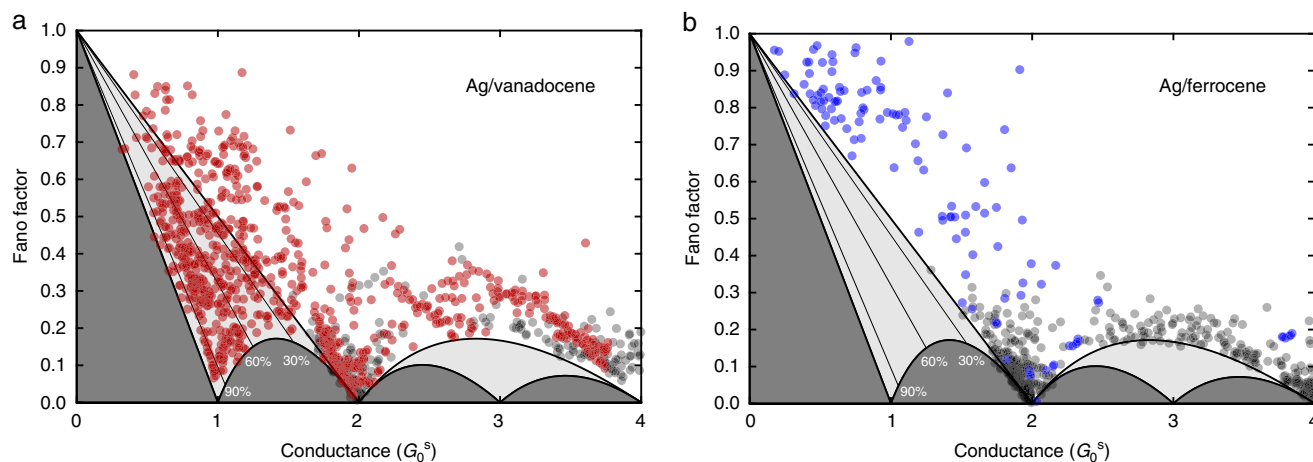 a
Fano factor
1.0
0.9
0.8
0.7
0.6
0.5
0.4
0.3
0.2
0.1
0.0
Ag/vanadocene
60% 30%
90%
0 1 2 3 4
Conductance (G₀ˢ)
b
Fano factor
1.0
0.9
0.8
0.7
0.6
0.5
0.4
0.3
0.2
0.1
0.0
Ag/ferrocene
60% 30%
90%
0 1 2 3 4
Conductance (G₀ˢ)